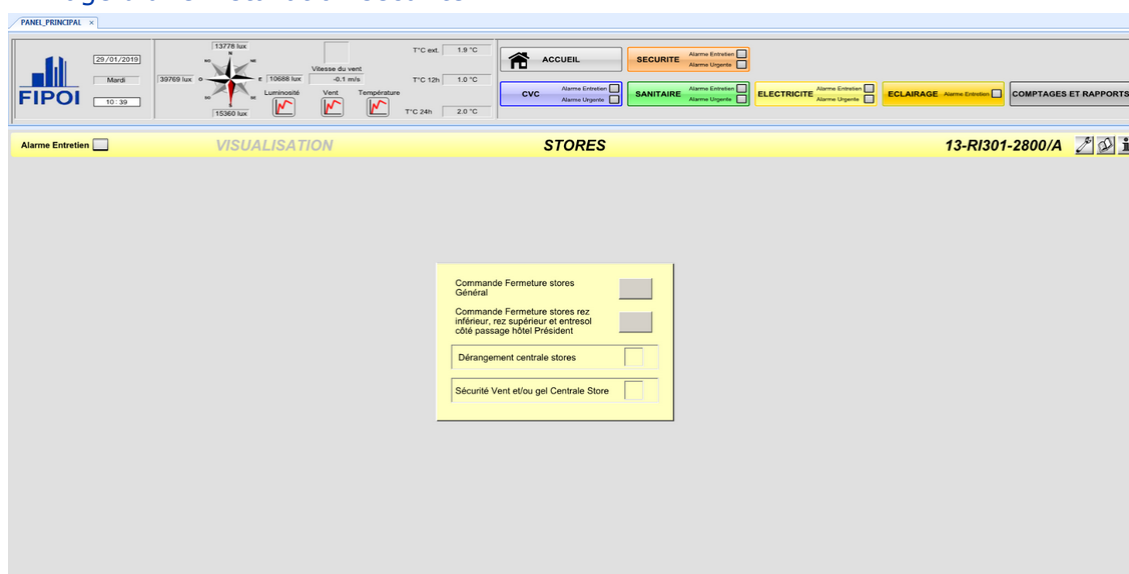 PANEL_PRINCIPAL ×
FIPOI
29/01/2019
Mardi
10:39
13778 lux
N
NO
NE
39769 lux
O
E
10688 lux
SO
SE
S
15360 lux
Luminosité
Vitesse du vent
-0.1 m/s
Vent
Température
T°C ext.
1.9 °C
T°C 12h
1.0 °C
T°C 24h
2.0 °C
ACCUEIL
SECURITE
Alarme Entretien
Alarme Urgente
CVC
Alarme Entretien
Alarme Urgente
SANITAIRE
Alarme Entretien
Alarme Urgente
ELECTRICITE
Alarme Entretien
Alarme Urgente
ECLAIRAGE
Alarme Entretien
COMPTAGES ET RAPPORTS
Alarme Entretien
VISUALISATION
STORES
13-RI301-2800/A
Commande Fermeture stores
Général
Commande Fermeture stores rez
inférieur, rez supérieur et entresol
côté passage hôtel Président
Dérangement centrale stores
Sécurité Vent et/ou gel Centrale Store